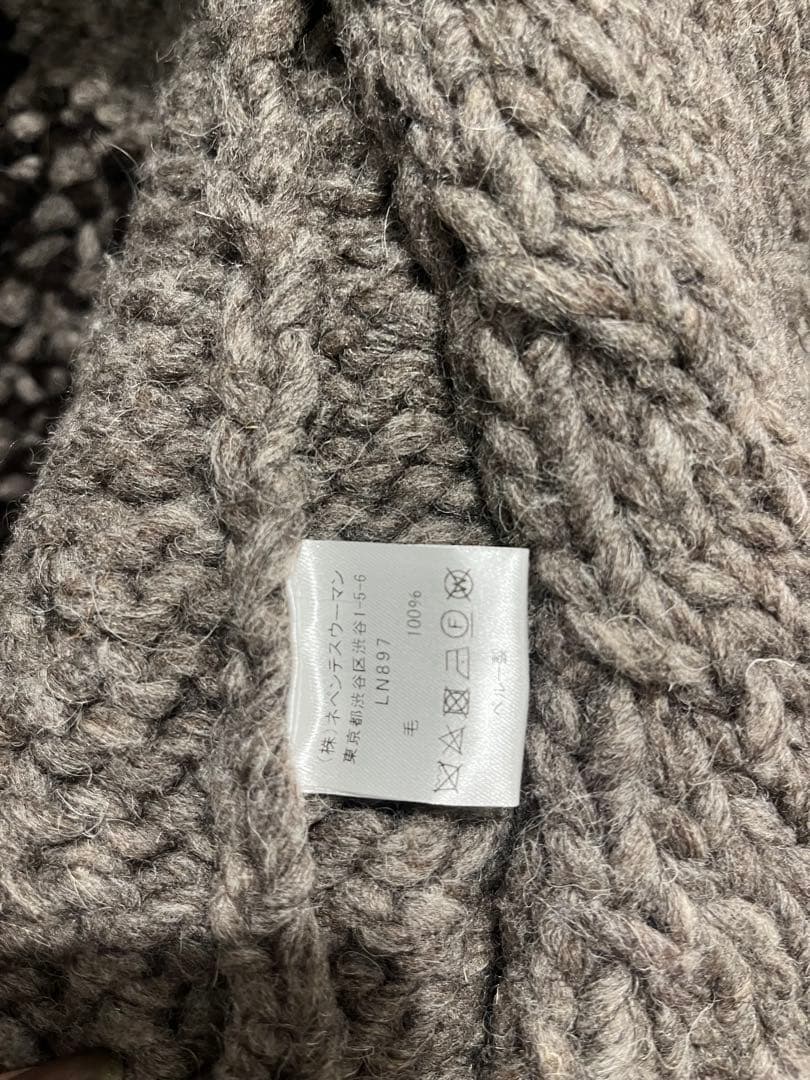 (株)ネペンテスウーマン
東京都渋谷区渋谷1-5-6
LN897
毛 100%
F W
ペルー製